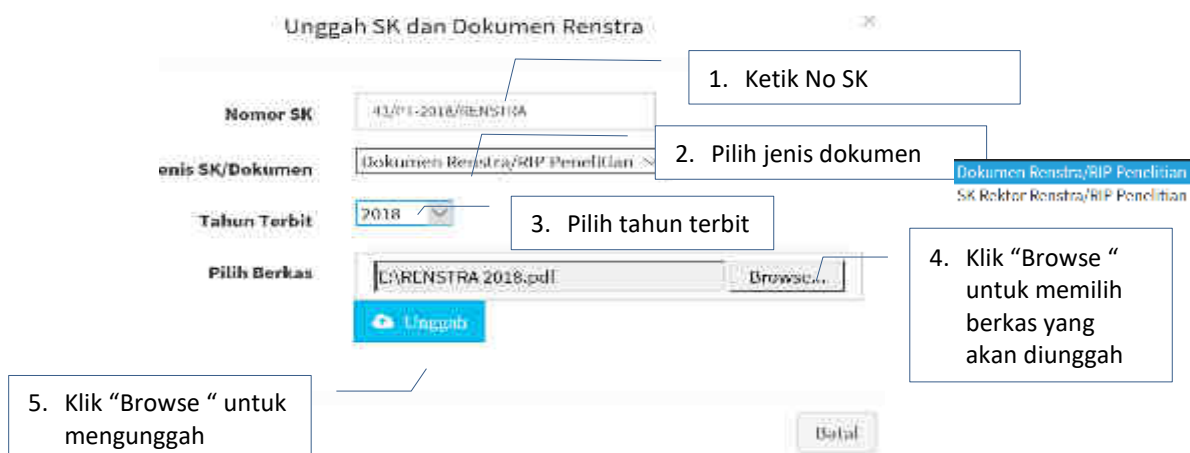 Unggah SK dan Dokumen Renstra
1. Ketik No SK
Nomor SK
2. Pilih jenis dokumen
enis SK/Dokumen
Dokumen Renstra/RIP Penelitian
Dokumen Renstra/RIP Penelitian
SK Rektor Renstra/RIP Penelitian
Tahun Terbit
2018
3. Pilih tahun terbit
Pilih Berkas
E:\RENSTRA 2018.pdf
Browse...
4. Klik “Browse “
untuk memilih
berkas yang
akan diunggah
Unggah
5. Klik “Browse “ untuk
mengunggah
Batal